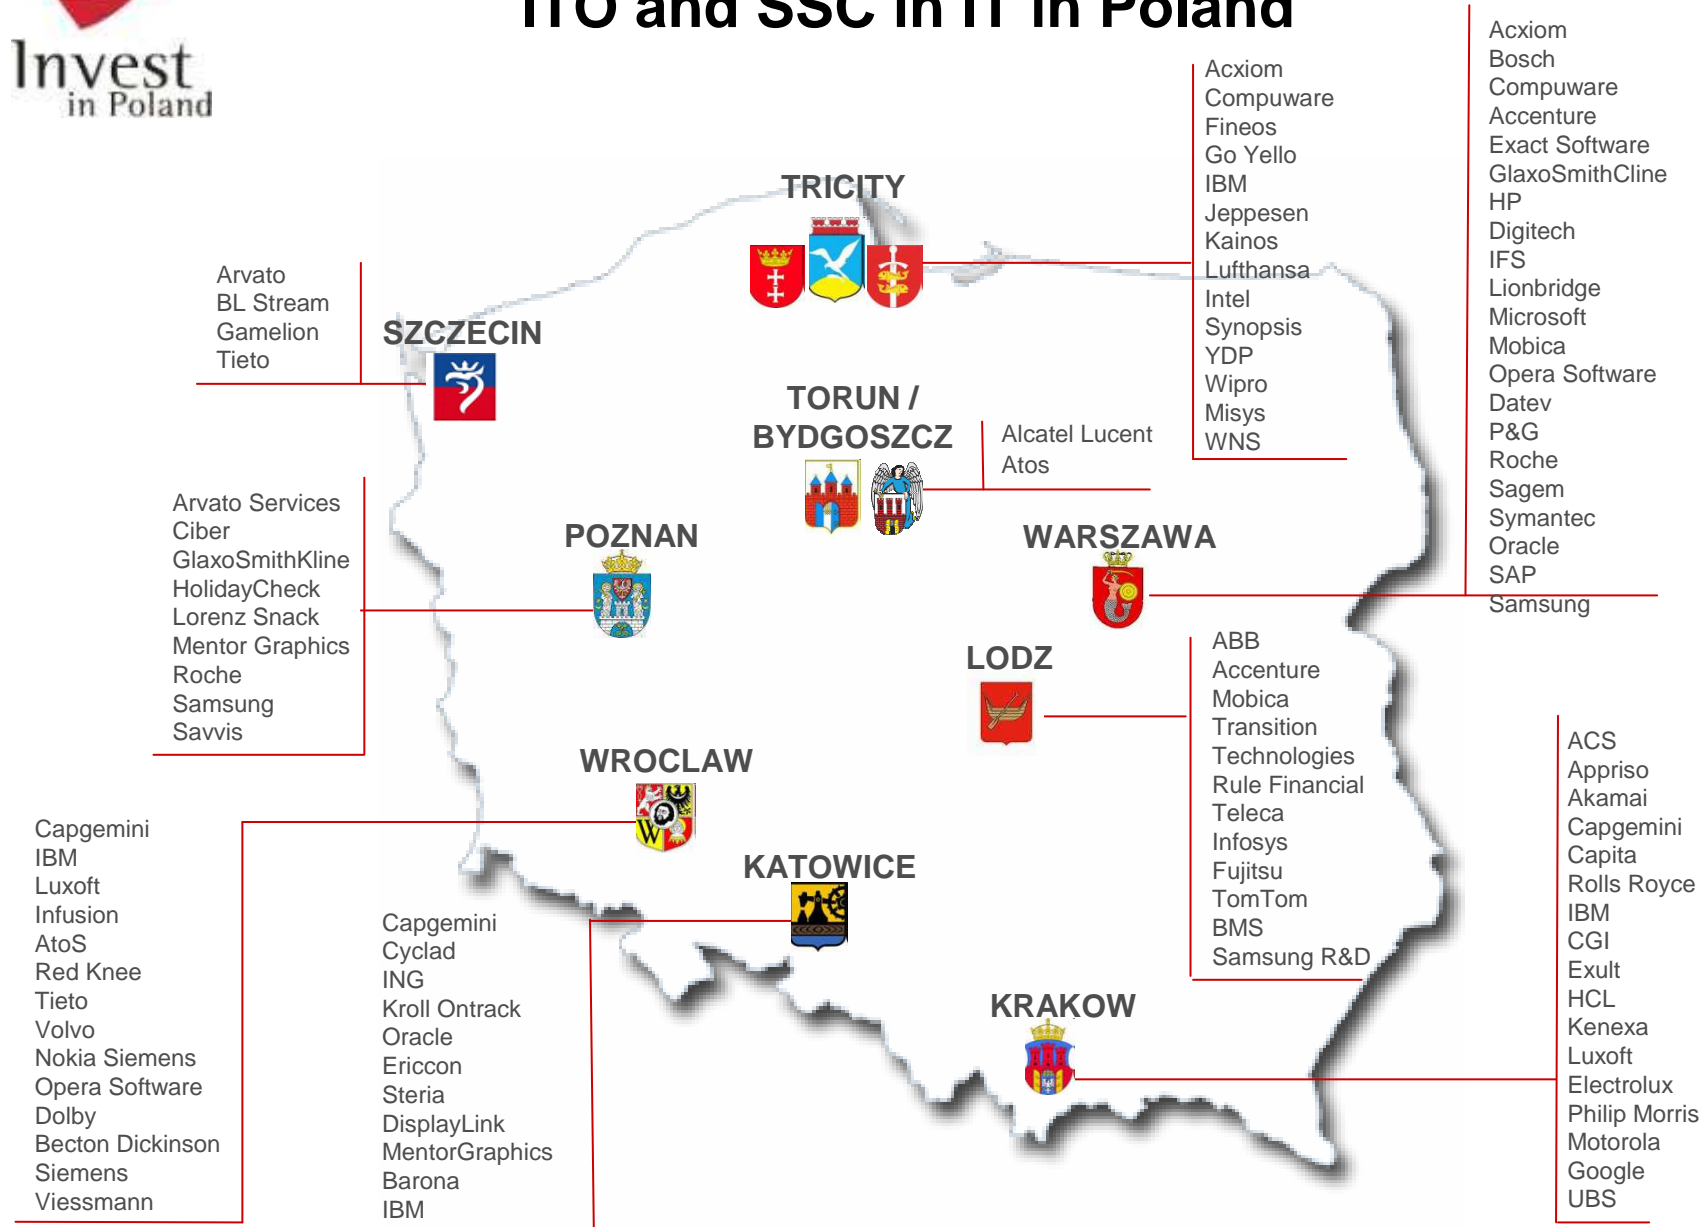 ITO and SSC in IT in Poland
Invest
in Poland
TRICITY
Acxiom
Compuware
Fineos
Go Yello
IBM
Jeppesen
Kainos
Lufthansa
Intel
Synopsis
YDP
Wipro
Misys
WNS
Acxiom
Bosch
Compuware
Accenture
Exact Software
GlaxoSmithCline
HP
Digitech
IFS
Lionbridge
Microsoft
Mobica
Opera Software
Datev
P&G
Roche
Sagem
Symantec
Oracle
SAP
Samsung
Arvato
BL Stream
Gamelion
Tieto
SZCZECIN
TORUN /
BYDGOSZCZ
Alcatel Lucent
Atos
Arvato Services
Ciber
GlaxoSmithKline
HolidayCheck
Lorenz Snack
Mentor Graphics
Roche
Samsung
Savvis
POZNAN
WARSZAWA
LODZ
ABB
Accenture
Mobica
Transition
Technologies
Rule Financial
Teleca
Infosys
Fujitsu
TomTom
BMS
Samsung R&D
WROCLAW
W
Capgemini
IBM
Luxoft
Infusion
AtoS
Red Knee
Tieto
Volvo
Nokia Siemens
Opera Software
Dolby
Becton Dickinson
Siemens
Viessmann
KATOWICE
Capgemini
Cyclad
ING
Kroll Ontrack
Oracle
Ericcon
Steria
DisplayLink
MentorGraphics
Barona
IBM
KRAKOW
ACS
Appriso
Akamai
Capgemini
Capita
Rolls Royce
IBM
CGI
Exult
HCL
Kenexa
Luxoft
Electrolux
Philip Morris
Motorola
Google
UBS